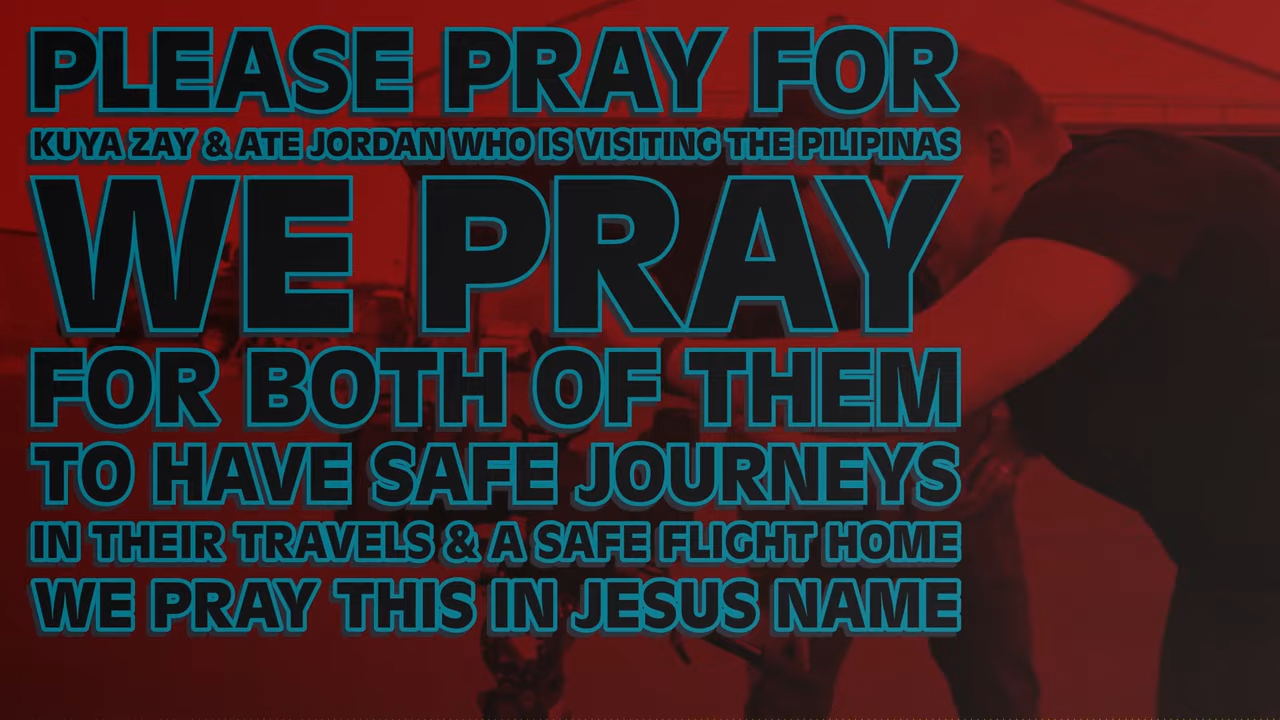 PLEASE PRAY FOR
KUYA ZAY & ATE JORDAN WHO IS VISITING THE PILIPINAS
WE PRAY
FOR BOTH OF THEM
TO HAVE SAFE JOURNEYS
IN THEIR TRAVELS & A SAFE FLIGHT HOME
WE PRAY THIS IN JESUS NAME